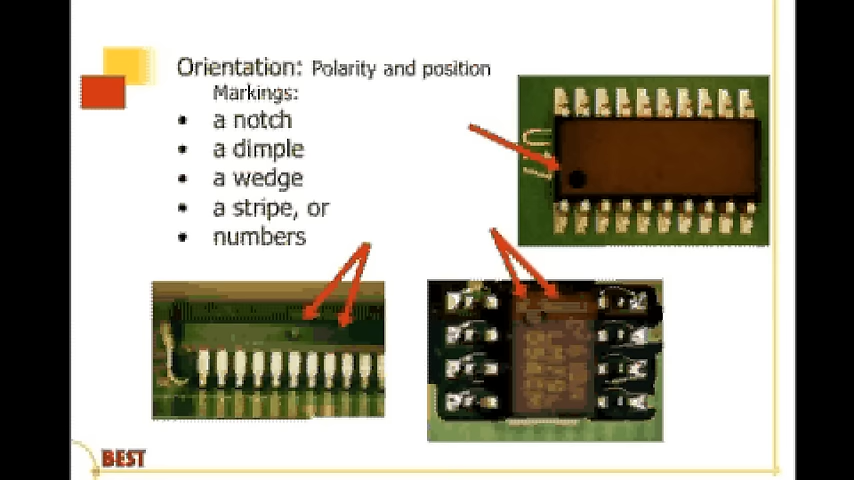 Orientation: Polarity and position
Markings:
• a notch
• a dimple
• a wedge
• a stripe, or
• numbers
BEST